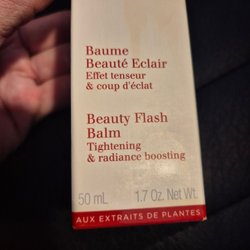 Baume
Beauté Eclair
Effet tenseur
& coup d'éclat
Beauty Flash
Balm
Tightening
& radiance boosting
50 mL 1.7 Oz. Net Wt.
AUX EXTRAITS DE PLANTES